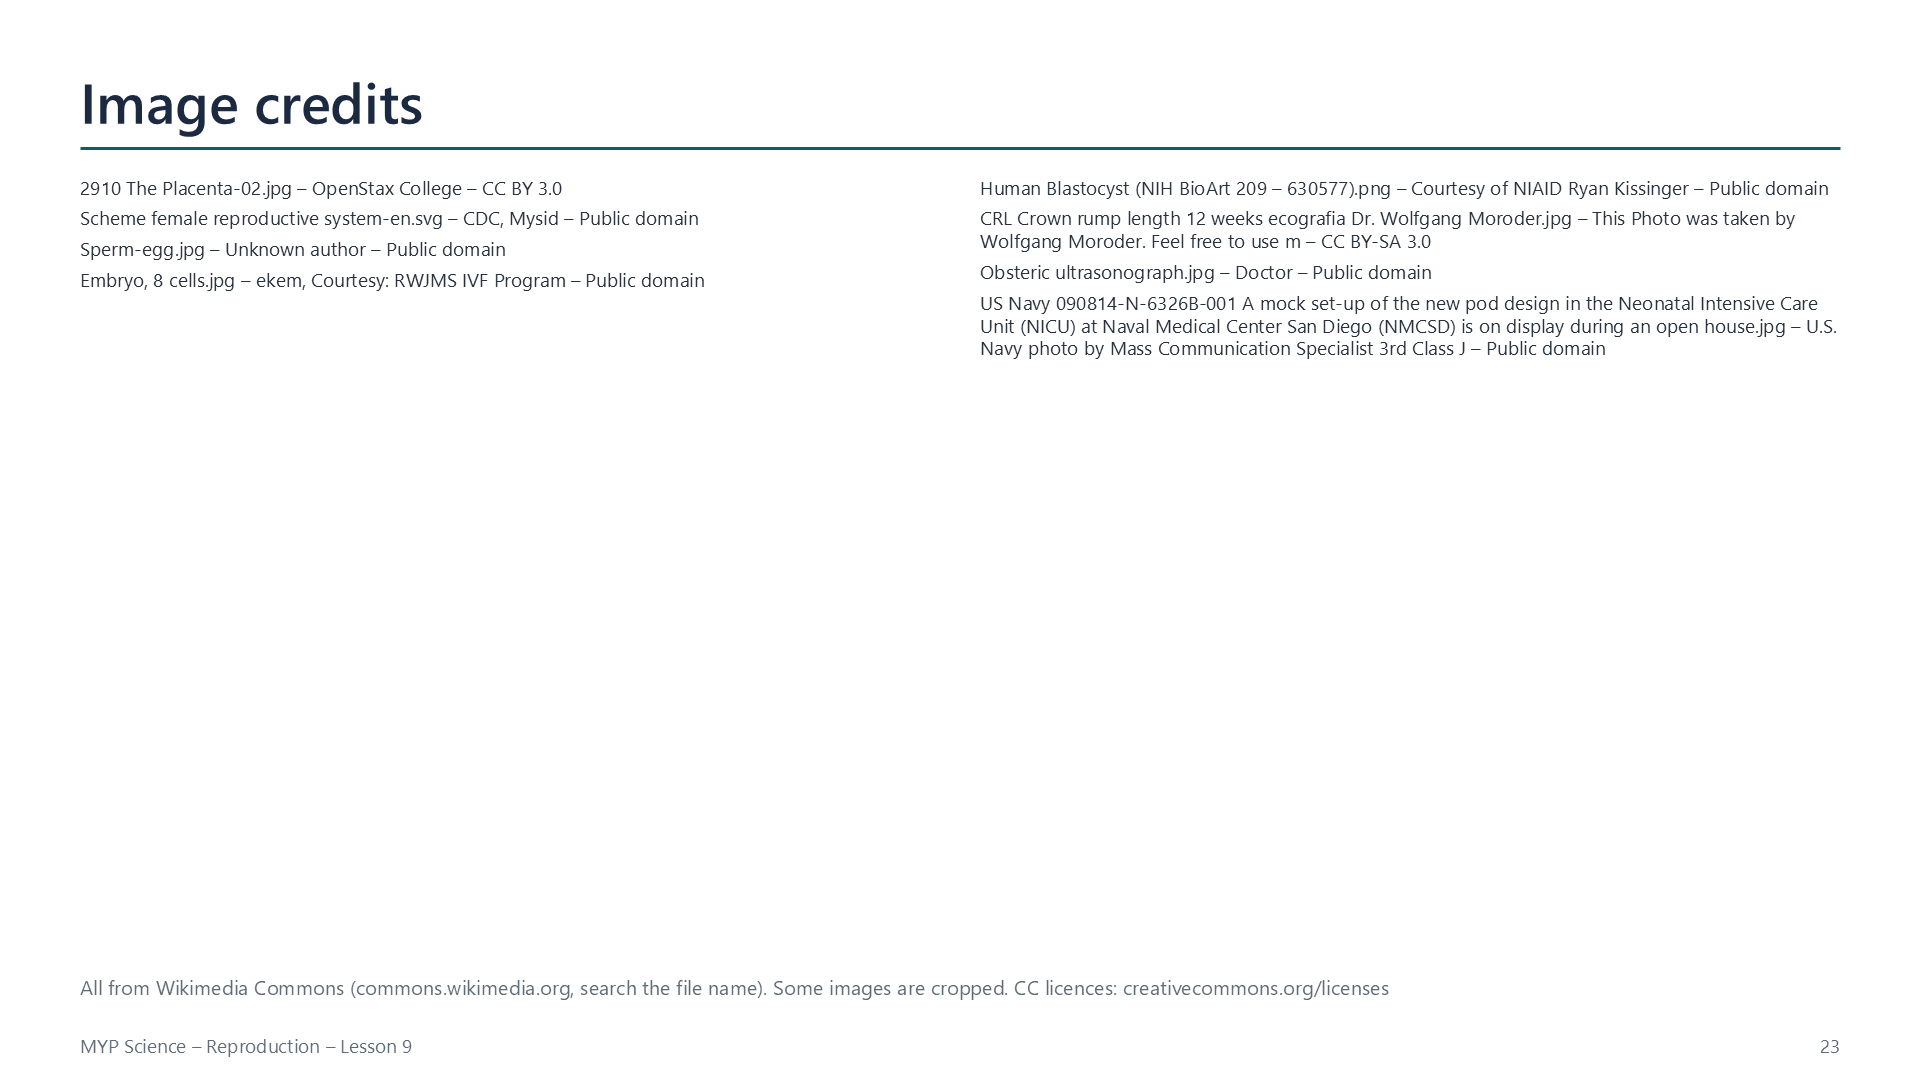 Image credits
2910 The Placenta-02.jpg – OpenStax College – CC BY 3.0
Scheme female reproductive system-en.svg – CDC, Mysid – Public domain
Sperm-egg.jpg – Unknown author – Public domain
Embryo, 8 cells.jpg – ekem, Courtesy: RWJMS IVF Program – Public domain
Human Blastocyst (NIH BioArt 209 – 630577).png – Courtesy of NIAID Ryan Kissinger – Public domain
CRL Crown rump length 12 weeks ecografia Dr. Wolfgang Moroder.jpg – This Photo was taken by
Wolfgang Moroder. Feel free to use m – CC BY-SA 3.0
Obsteric ultrasonograph.jpg – Doctor – Public domain
US Navy 090814-N-6326B-001 A mock set-up of the new pod design in the Neonatal Intensive Care
Unit (NICU) at Naval Medical Center San Diego (NMCSD) is on display during an open house.jpg – U.S.
Navy photo by Mass Communication Specialist 3rd Class J – Public domain
All from Wikimedia Commons (commons.wikimedia.org, search the file name). Some images are cropped. CC licences: creativecommons.org/licenses
MYP Science – Reproduction – Lesson 9
23